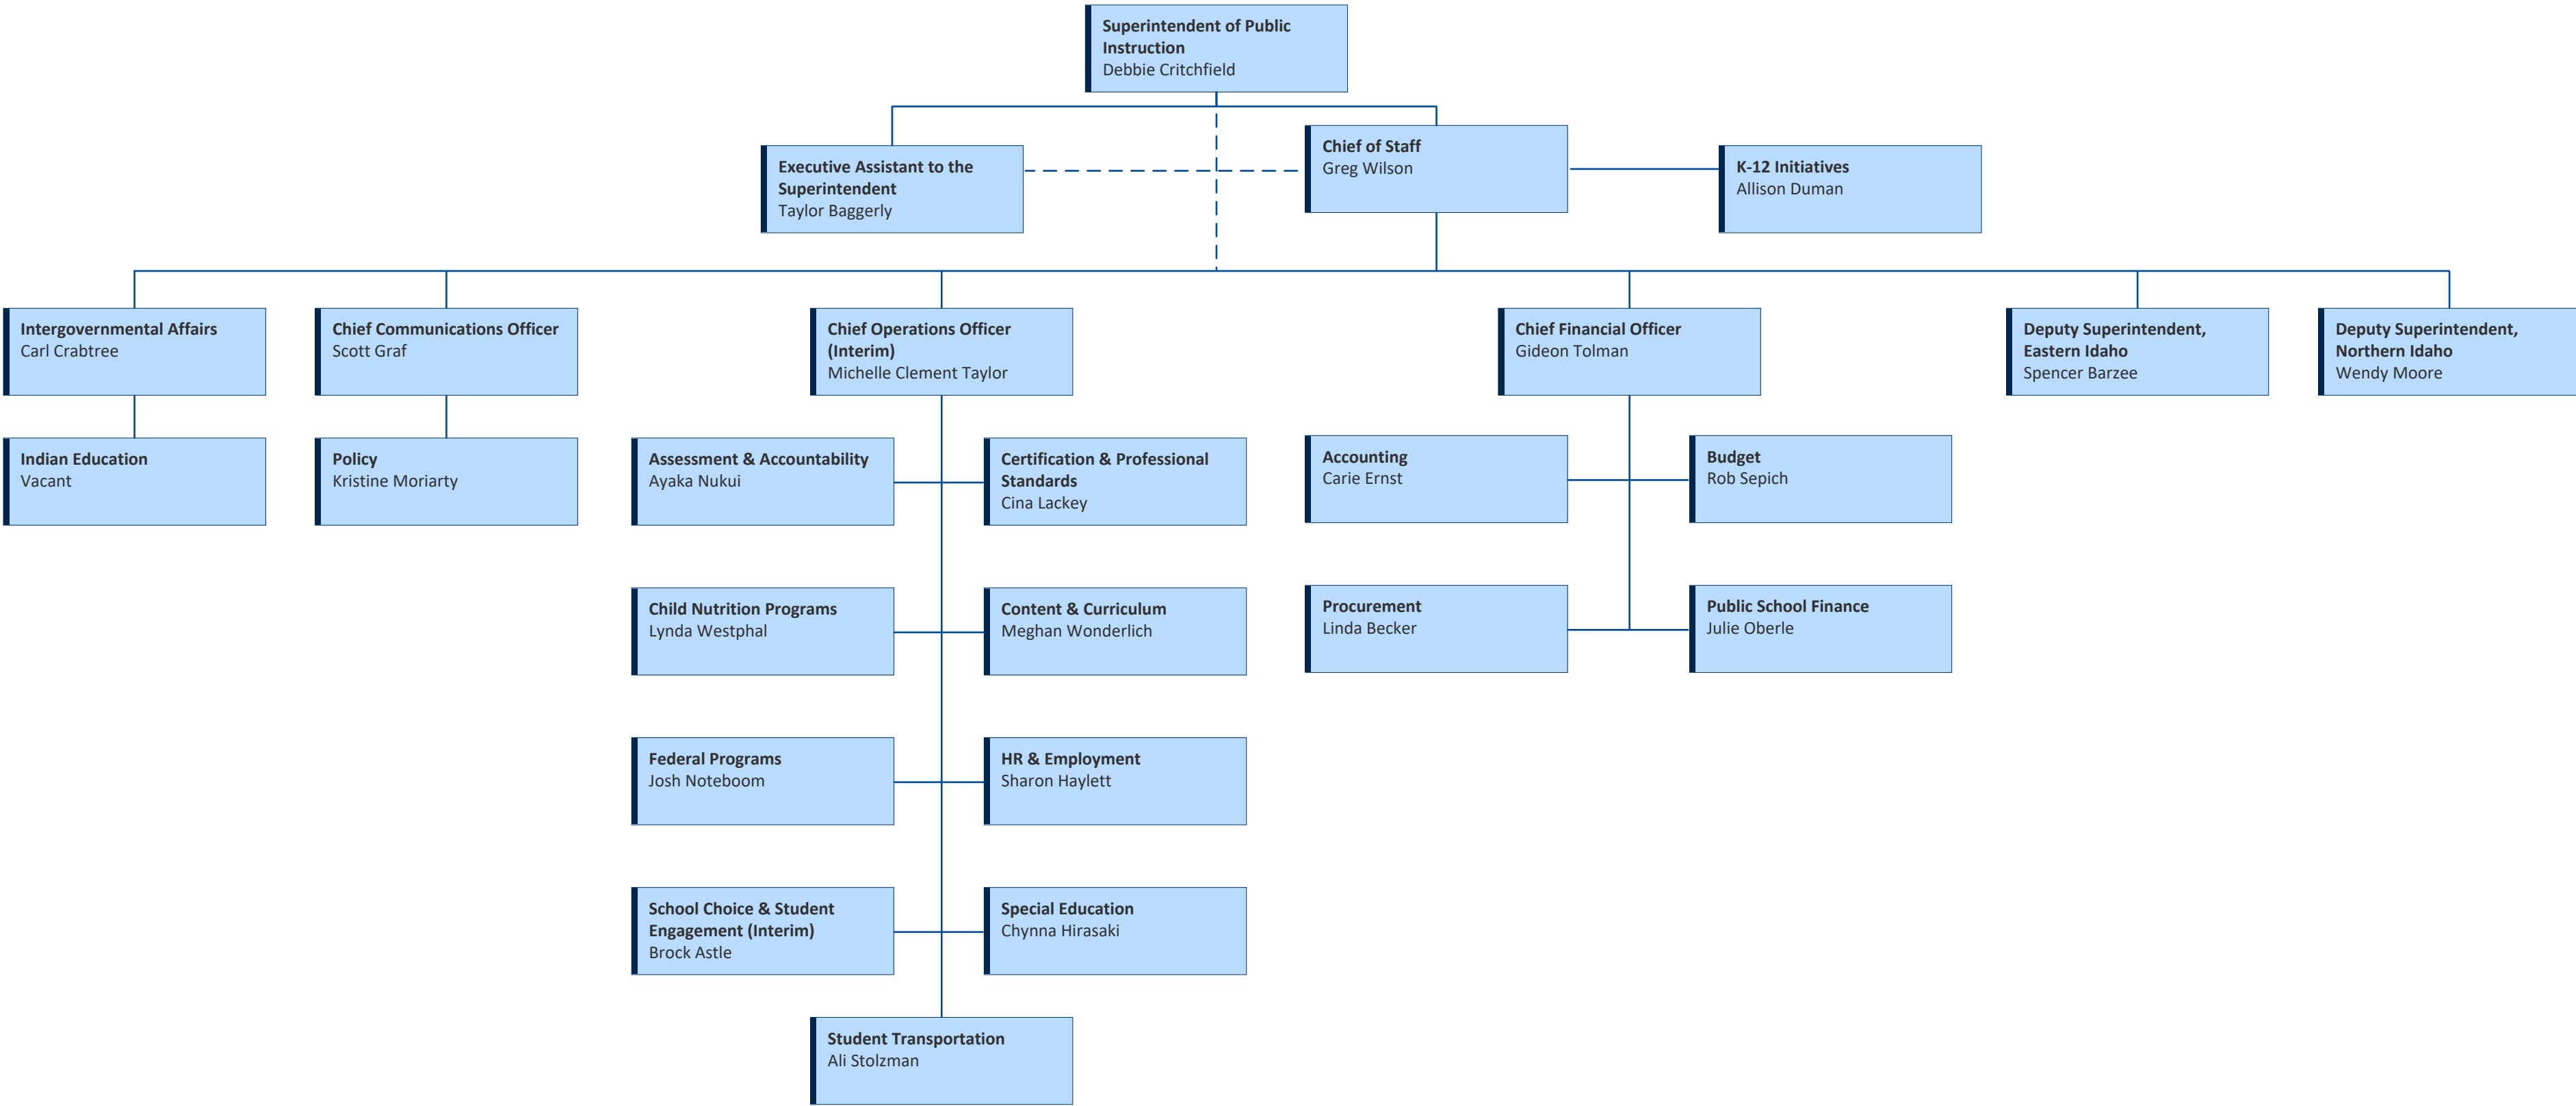 Superintendent of Public
Instruction
Debbie Critchfield
Executive Assistant to the
Superintendent
Taylor Baggerly
Chief of Staff
Greg Wilson
K-12 Initiatives
Allison Duman
Intergovernmental Affairs
Carl Crabtree
Chief Communications Officer
Scott Graf
Chief Operations Officer
(Interim)
Michelle Clement Taylor
Chief Financial Officer
Gideon Tolman
Deputy Superintendent,
Eastern Idaho
Spencer Barzee
Deputy Superintendent,
Northern Idaho
Wendy Moore
Indian Education
Vacant
Policy
Kristine Moriarty
Assessment & Accountability
Ayaka Nukui
Certification & Professional
Standards
Cina Lackey
Accounting
Carie Ernst
Budget
Rob Sepich
Child Nutrition Programs
Lynda Westphal
Content & Curriculum
Meghan Wonderlich
Procurement
Linda Becker
Public School Finance
Julie Oberle
Federal Programs
Josh Noteboom
HR & Employment
Sharon Haylett
School Choice & Student
Engagement (Interim)
Brock Astle
Special Education
Chynna Hirasaki
Student Transportation
Ali Stolzman